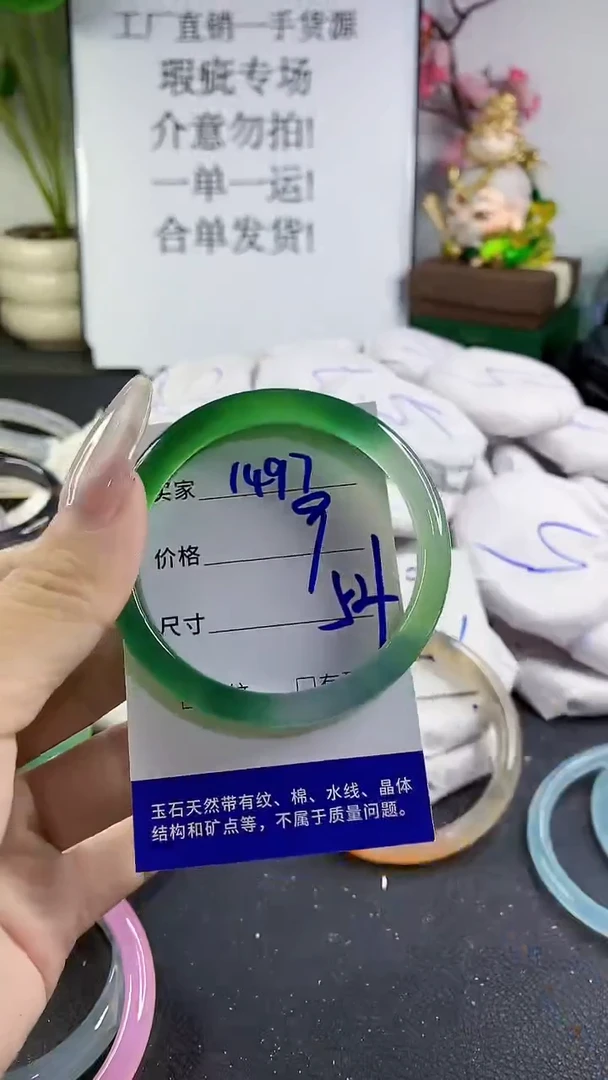 工厂直销一手货源
瑕疵专场
介意勿拍!
一单一运!
合单发货!
买家 1497
价格 9
尺寸 54
玉石天然带有纹、棉、水线、晶体
结构和矿点等，不属于质量问题。